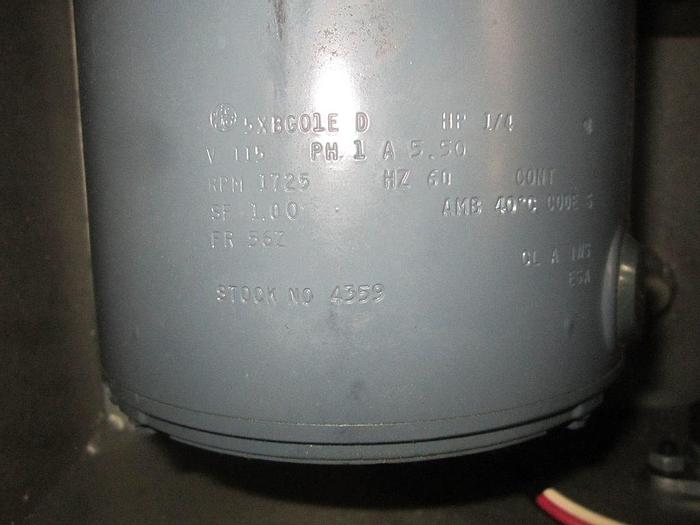 5XBG01E D HP 1/4
V 115 PH 1 A 5.50
RPM 1725 HZ 60 CONT
SF 1.00 AMB 40°C CODE S
FR 56Z
CL A INS
ESA
STOCK NO 4359